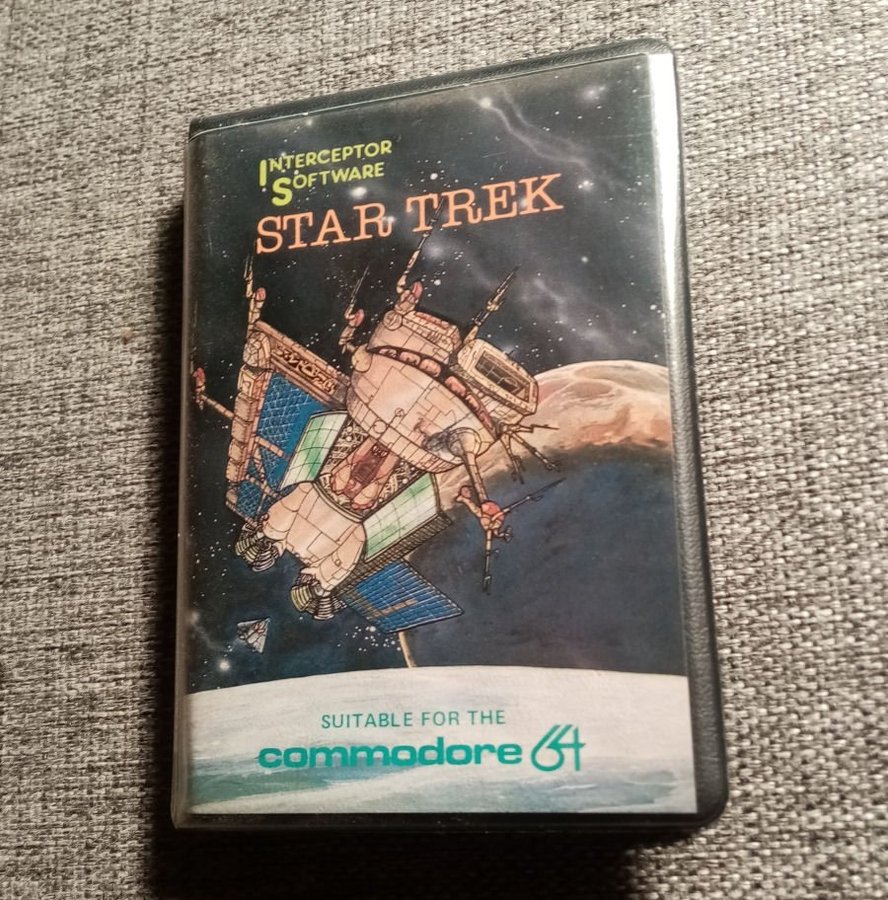 INTERCEPTOR
SOFTWARE
STAR TREK
SUITABLE FOR THE
commodore 64